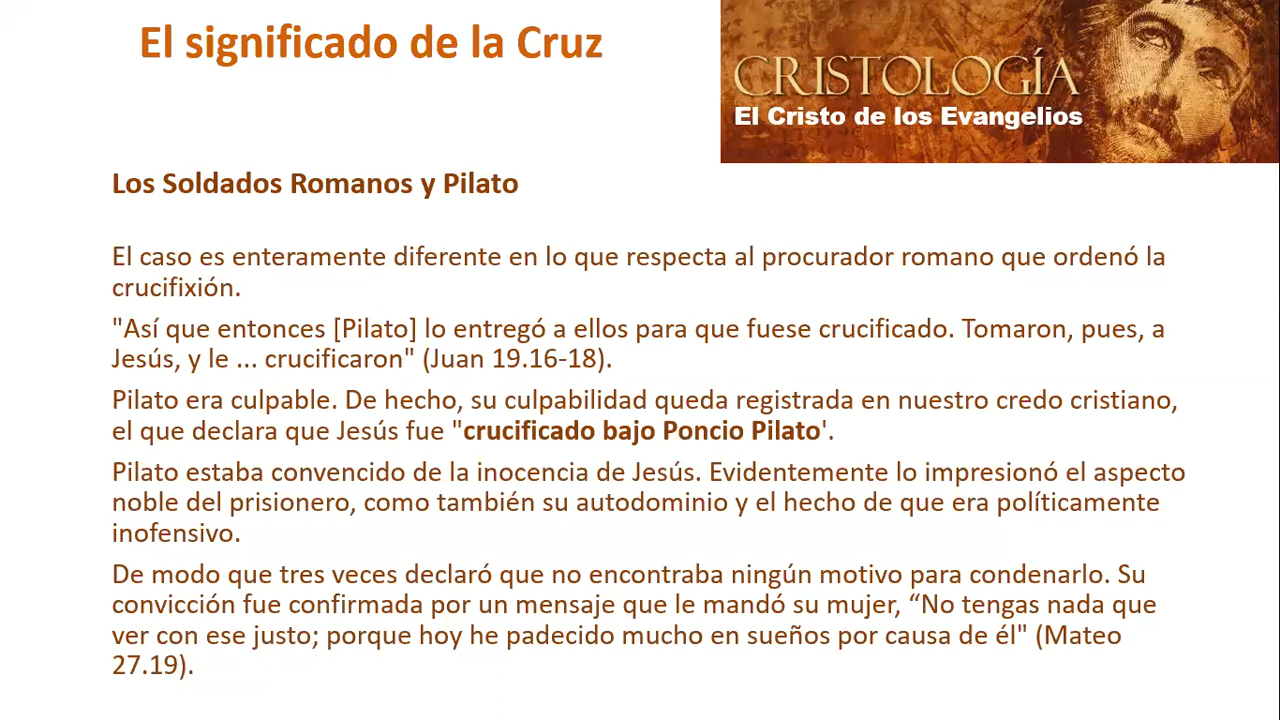 El significado de la Cruz
CRISTOLOGÍA
El Cristo de los Evangelios
Los Soldados Romanos y Pilato
El caso es enteramente diferente en lo que respecta al procurador romano que ordenó la
crucifixión.
"Así que entonces [Pilato] lo entregó a ellos para que fuese crucificado. Tomaron, pues, a
Jesús, y le ... crucificaron" (Juan 19.16-18).
Pilato era culpable. De hecho, su culpabilidad queda registrada en nuestro credo cristiano,
el que declara que Jesús fue "crucificado bajo Poncio Pilato'.
Pilato estaba convencido de la inocencia de Jesús. Evidentemente lo impresionó el aspecto
noble del prisionero, como también su autodominio y el hecho de que era políticamente
inofensivo.
De modo que tres veces declaró que no encontraba ningún motivo para condenarlo. Su
convicción fue confirmada por un mensaje que le mandó su mujer, “No tengas nada que
ver con ese justo; porque hoy he padecido mucho en sueños por causa de él" (Mateo
27.19).